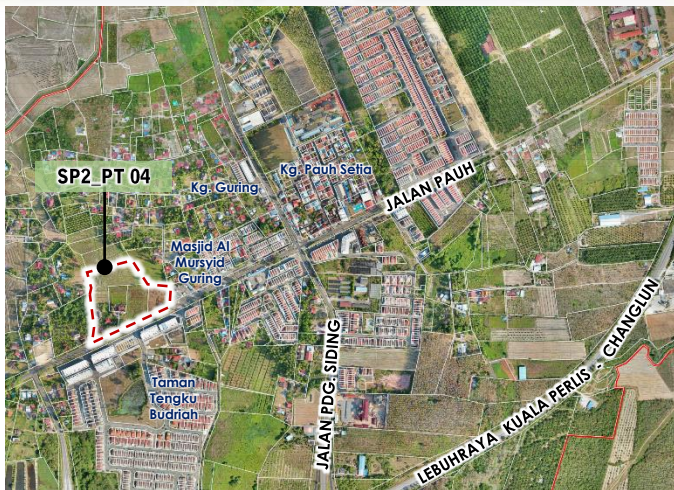 SP2_PT 04
Kg. Guring
Kg. Pauh Setia
JALAN PAUH
Masjid Al
Mursyid
Guring
Taman
Tengku
Budriah
JALAN PDG. SIDING
LEBUHRAYA KUALA PERLIS - CHANGLUN